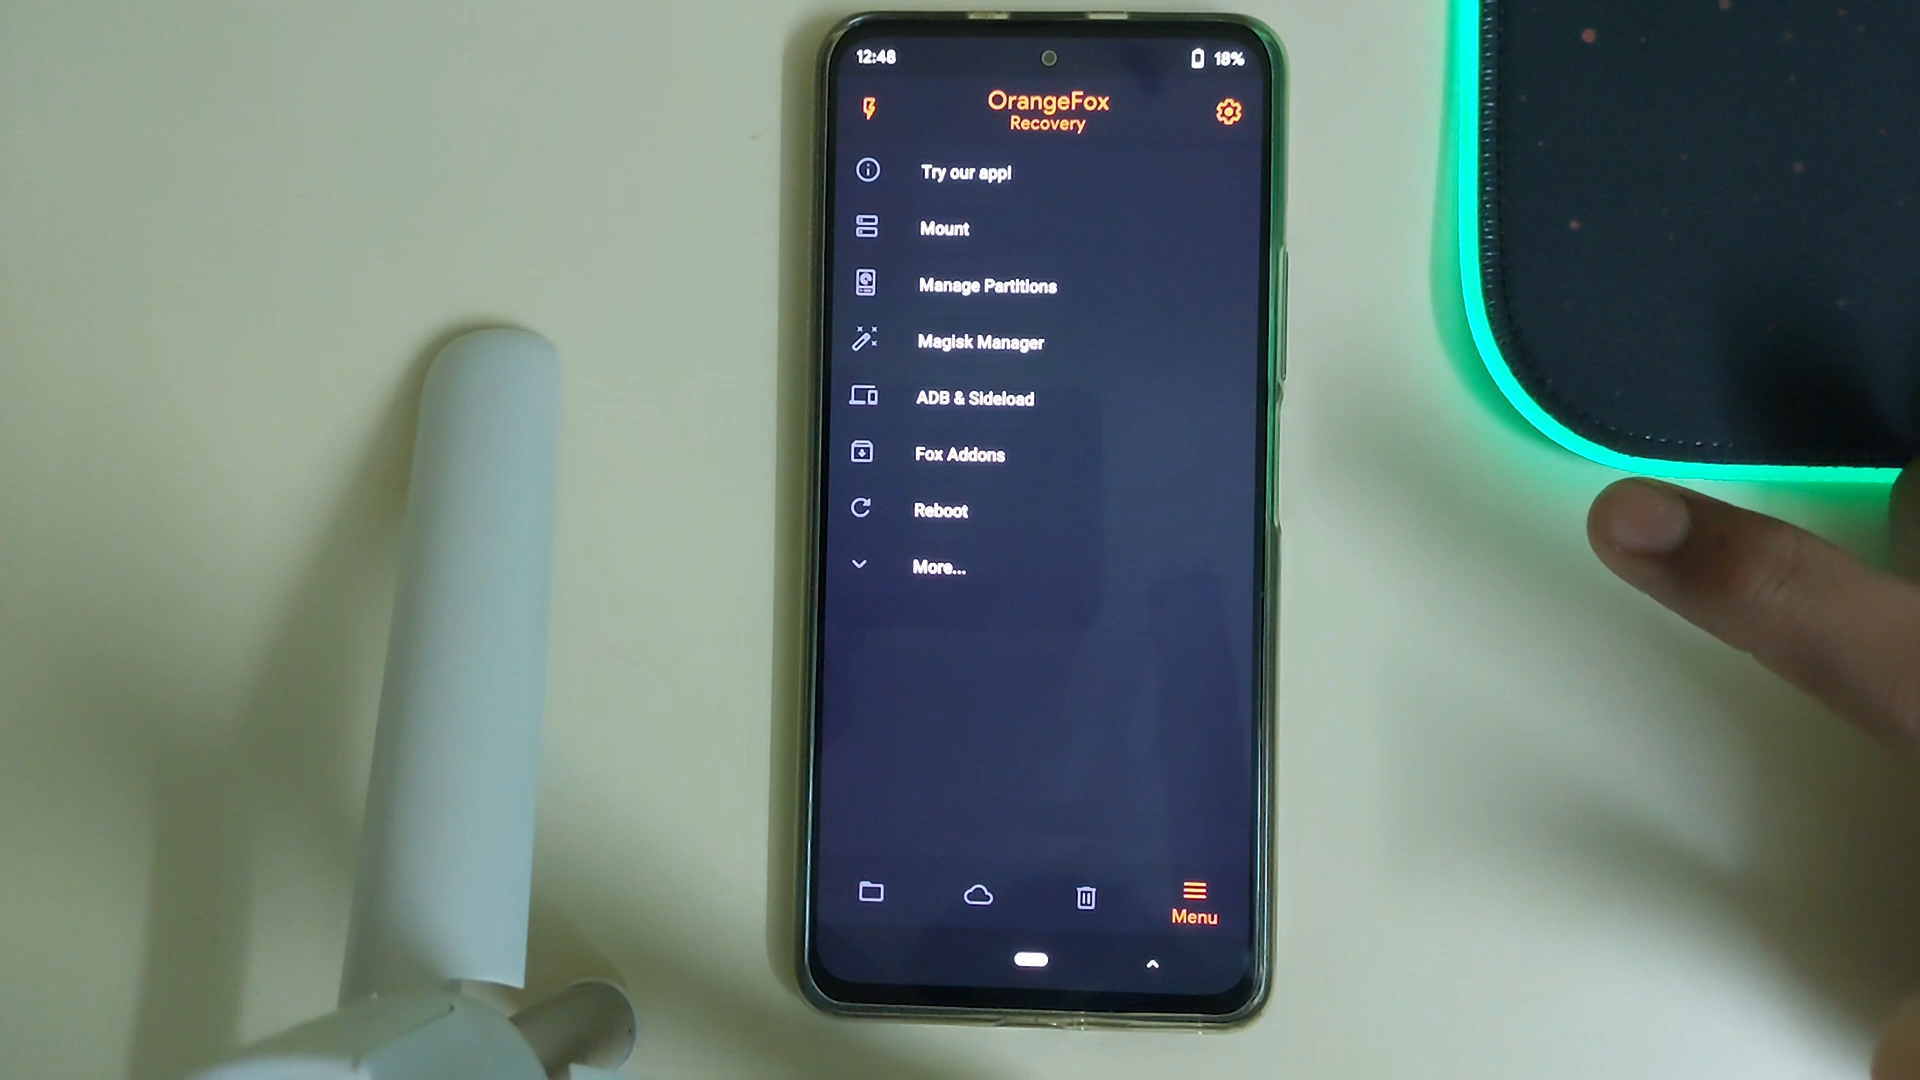 12:48
18%
OrangeFox
Recovery
Try our app!
Mount
Manage Partitions
Magisk Manager
ADB & Sideload
Fox Addons
Reboot
More...
Menu